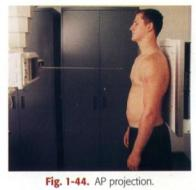 Fig. 1-44. AP projection.